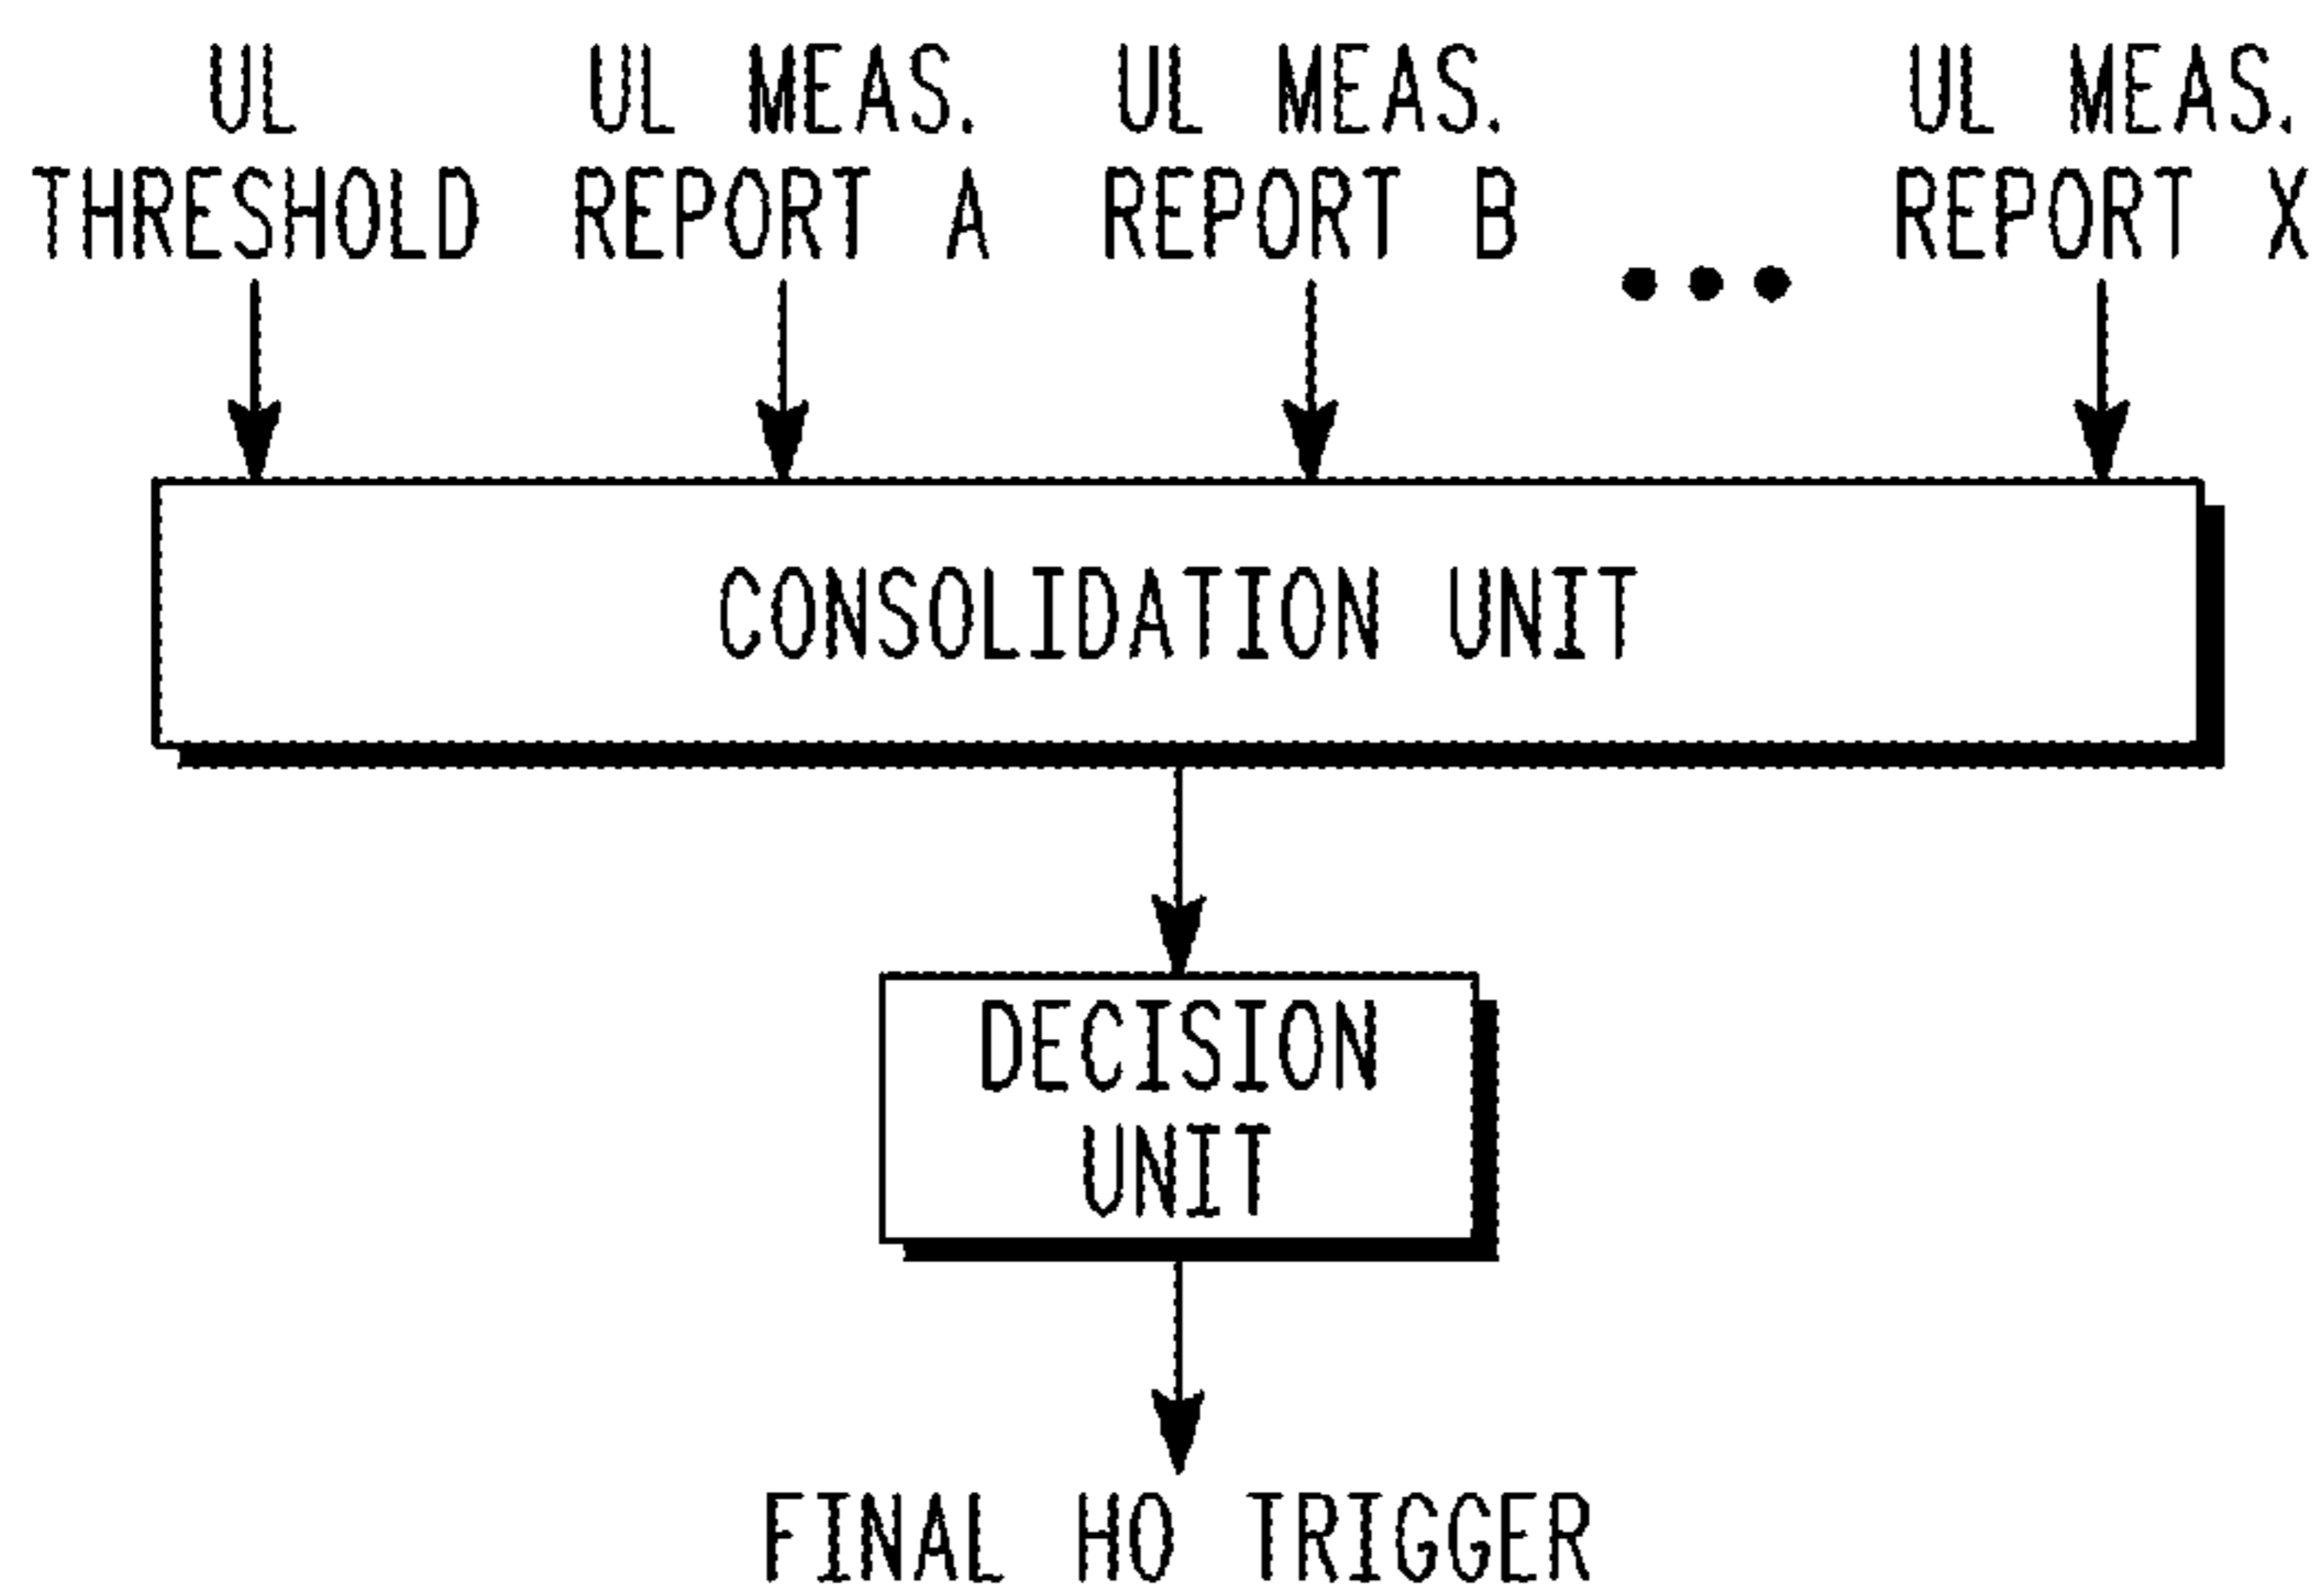 UL
THRESHOLD
UL MEAS.
REPORT A
UL MEAS.
REPORT B
UL MEAS.
REPORT X
CONSOLIDATION UNIT
DECISION
UNIT
FINAL HO TRIGGER